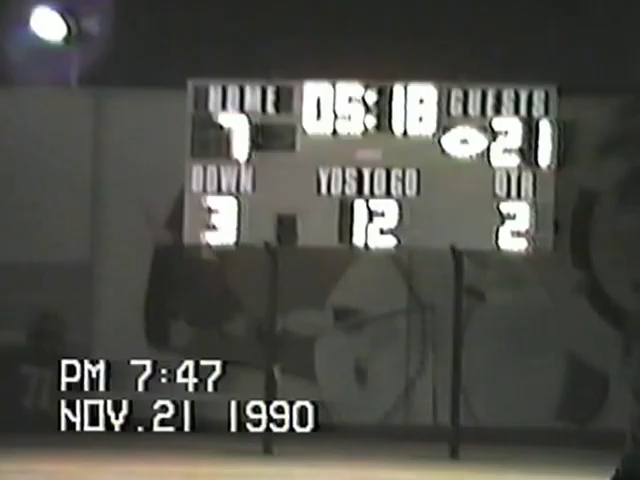 HOME 05:18 GUESTS
7 21
DOWN YDS TO GO QTR
3 12 2
PM 7:47
NOV. 21 1990